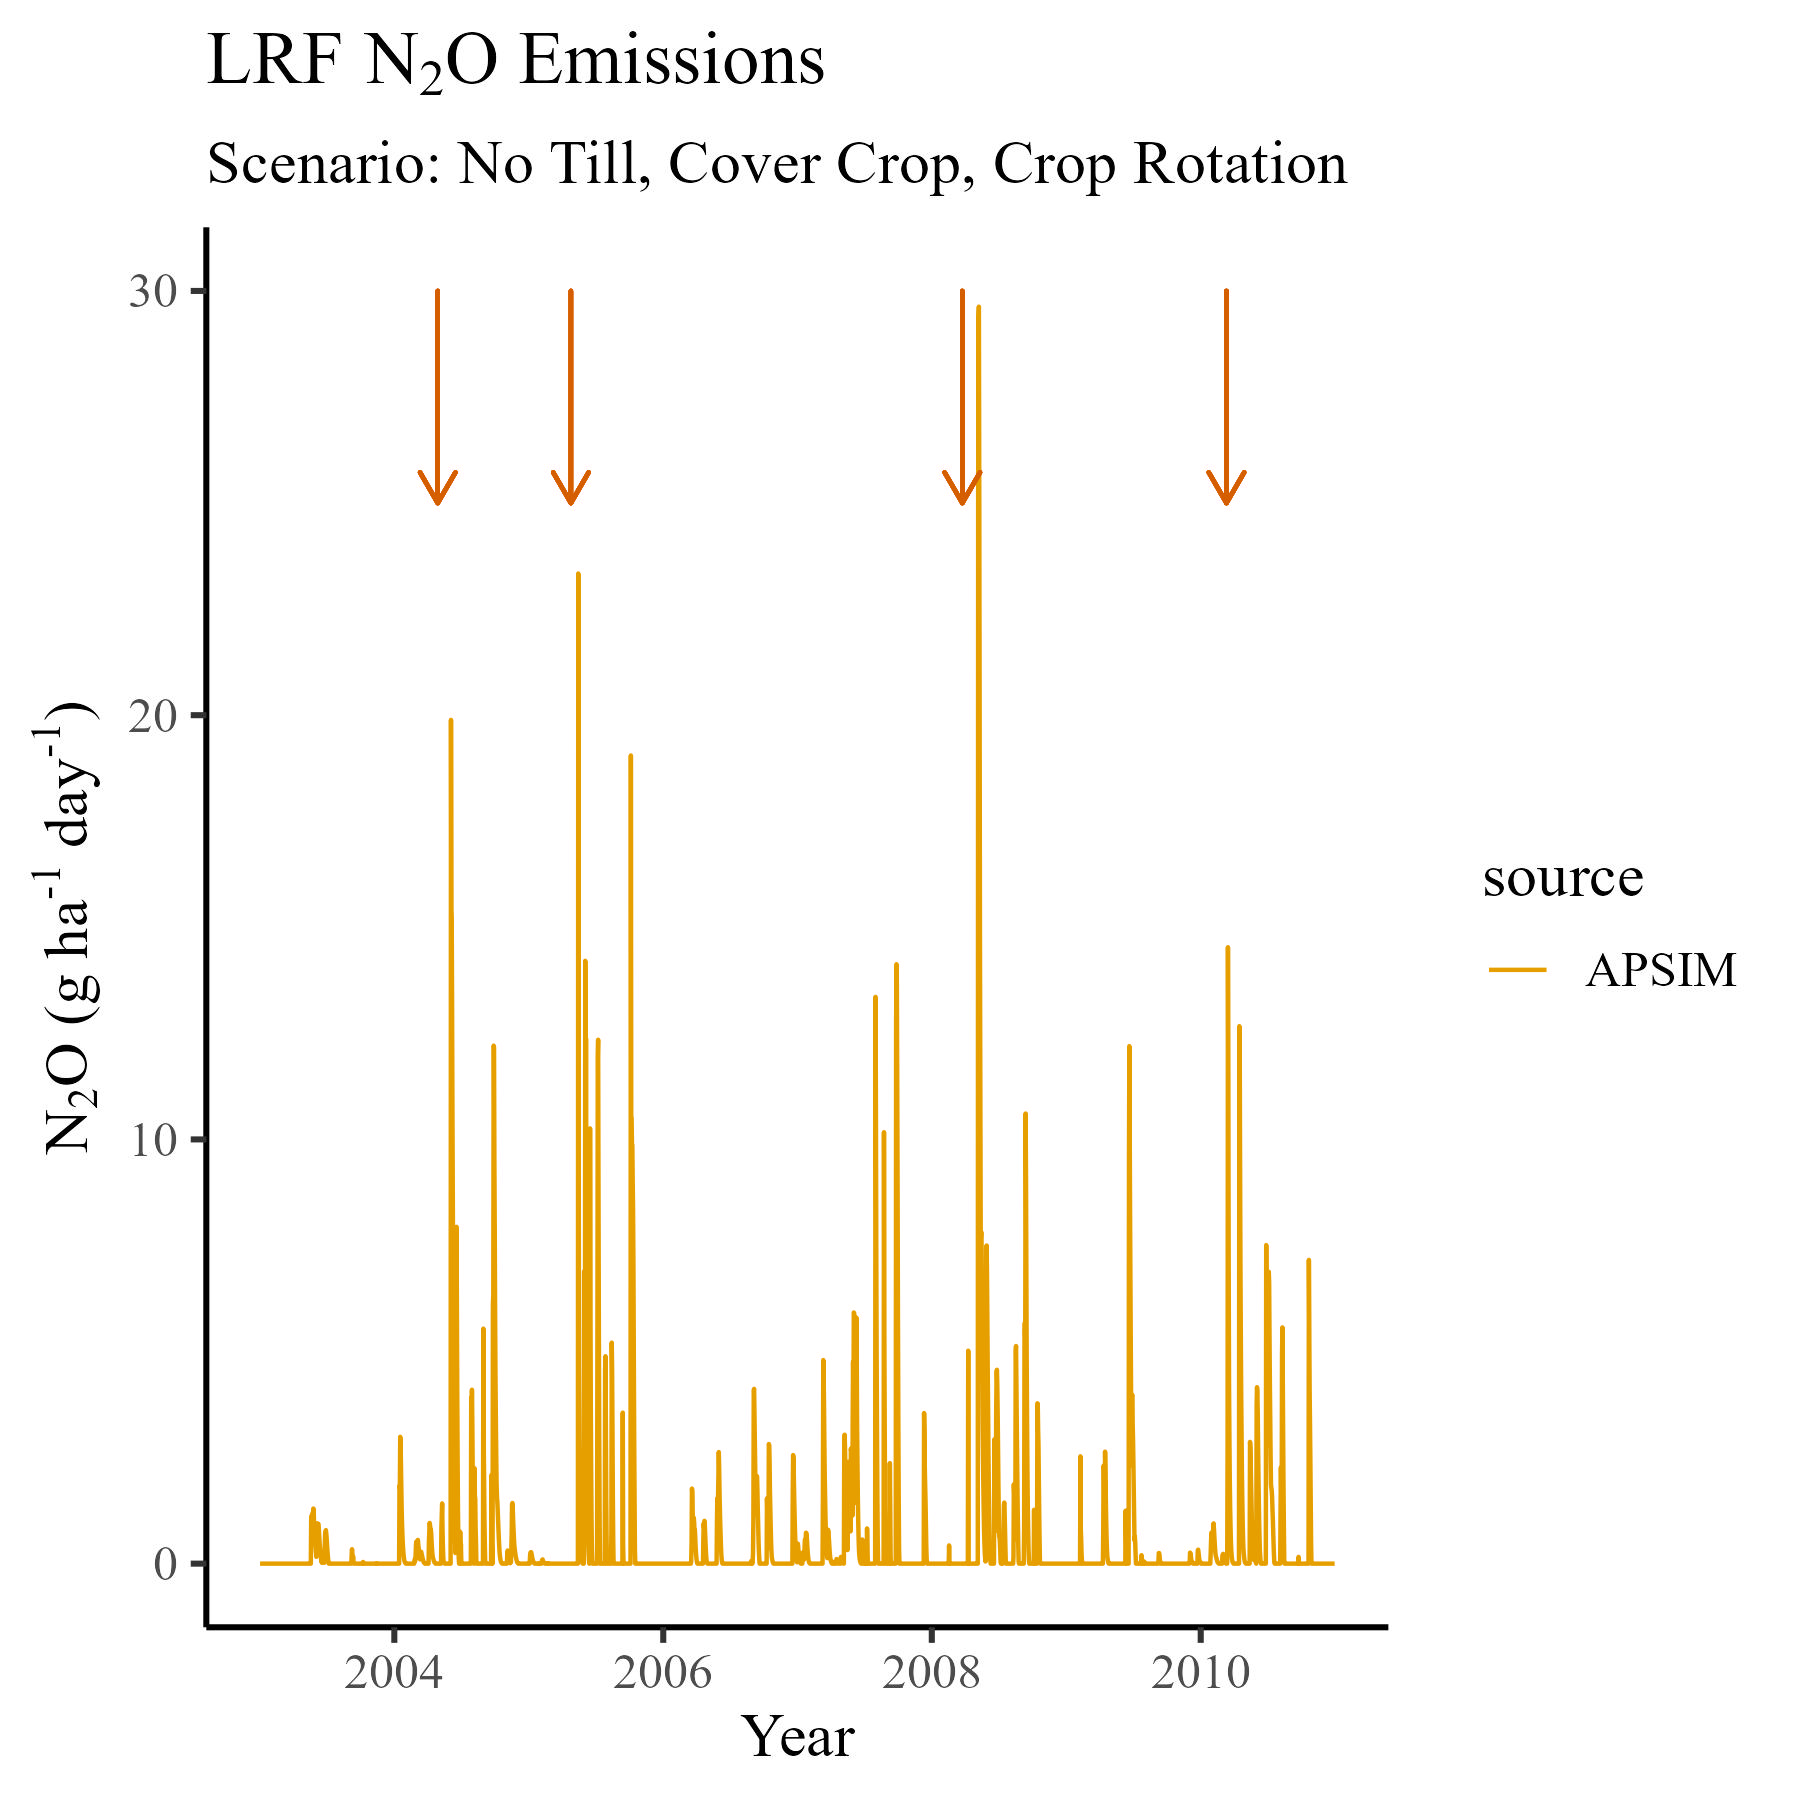 LRF N₂O Emissions
Scenario: No Till, Cover Crop, Crop Rotation
N₂O (g ha⁻¹ day⁻¹)
30
20
10
0
2004 2006 2008 2010
Year
source
APSIM